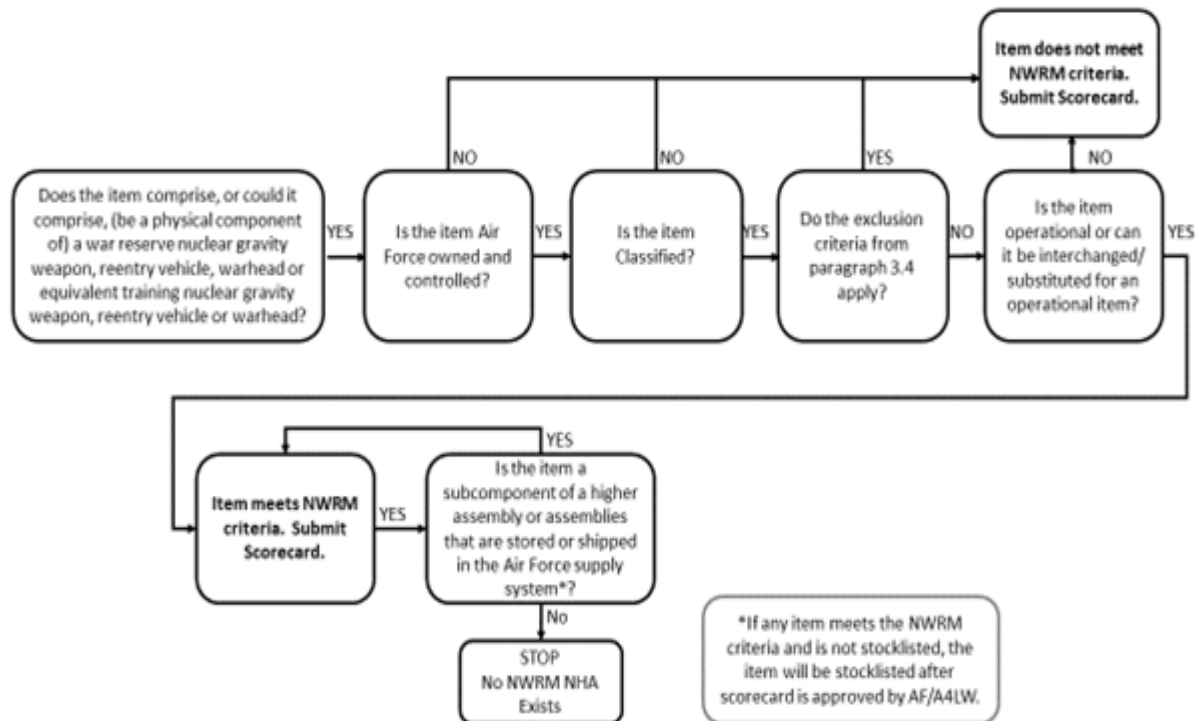 Item does not meet
NWRM criteria.
Submit Scorecard.
NO
NO
YES
NO
Does the item comprise, or could it
comprise, (be a physical component
of) a war reserve nuclear gravity
weapon, reentry vehicle, warhead or
equivalent training nuclear gravity
weapon, reentry vehicle or warhead?
YES
Is the item Air
Force owned and
controlled?
YES
Is the item
Classified?
YES
Do the exclusion
criteria from
paragraph 3.4
apply?
NO
Is the item
operational or can
it be interchanged/
substituted for an
operational item?
YES
YES
Item meets NWRM
criteria. Submit
Scorecard.
YES
Is the item a
subcomponent of a higher
assembly or assemblies
that are stored or shipped
in the Air Force supply
system*?
No
STOP
No NWRM NHA
Exists
*If any item meets the NWRM
criteria and is not stocklisted, the
item will be stocklisted after
scorecard is approved by AF/A4LW.